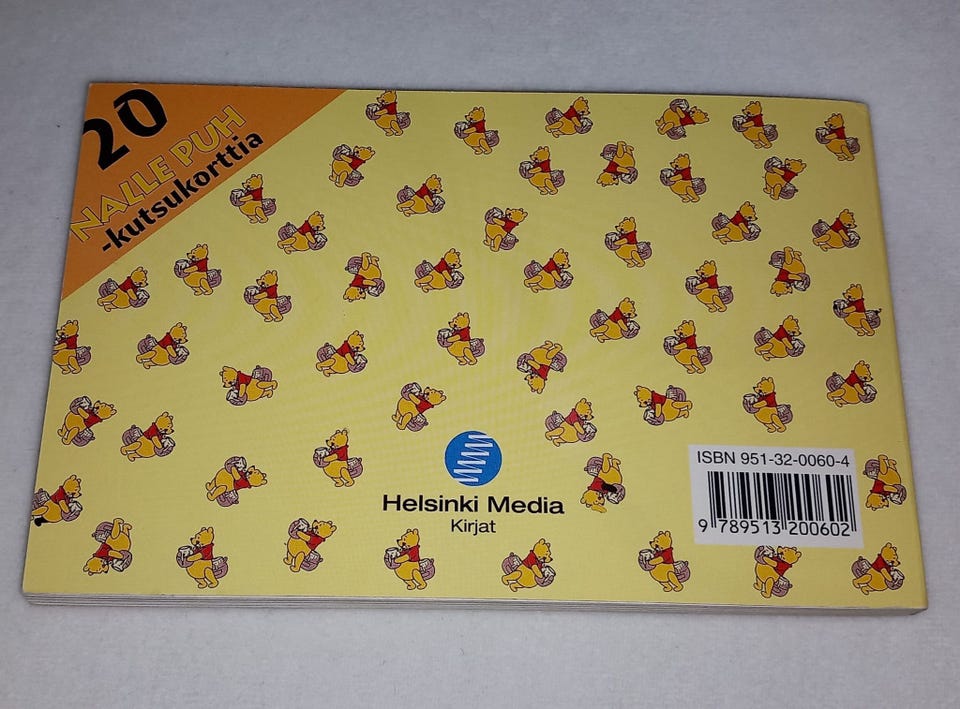 20
NALLE PUH
-kutsukorttia
Helsinki Media
Kirjat
ISBN 951-32-0060-4
9 789513 200602